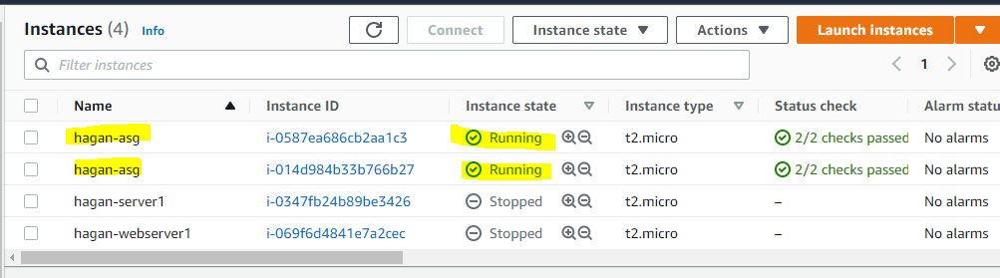 Instances (4) Info Connect Instance state Actions Launch instances
Filter instances 1
Name Instance ID Instance state Instance type Status check Alarm statu
hagan-asg i-0587ea686cb2aa1c3 Running t2.micro 2/2 checks passed No alarms
hagan-asg i-014d984b33b766b27 Running t2.micro 2/2 checks passed No alarms
hagan-server1 i-0347fb24b89be3426 Stopped t2.micro – No alarms
hagan-webserver1 i-069f6d4841e7a2cec Stopped t2.micro – No alarms